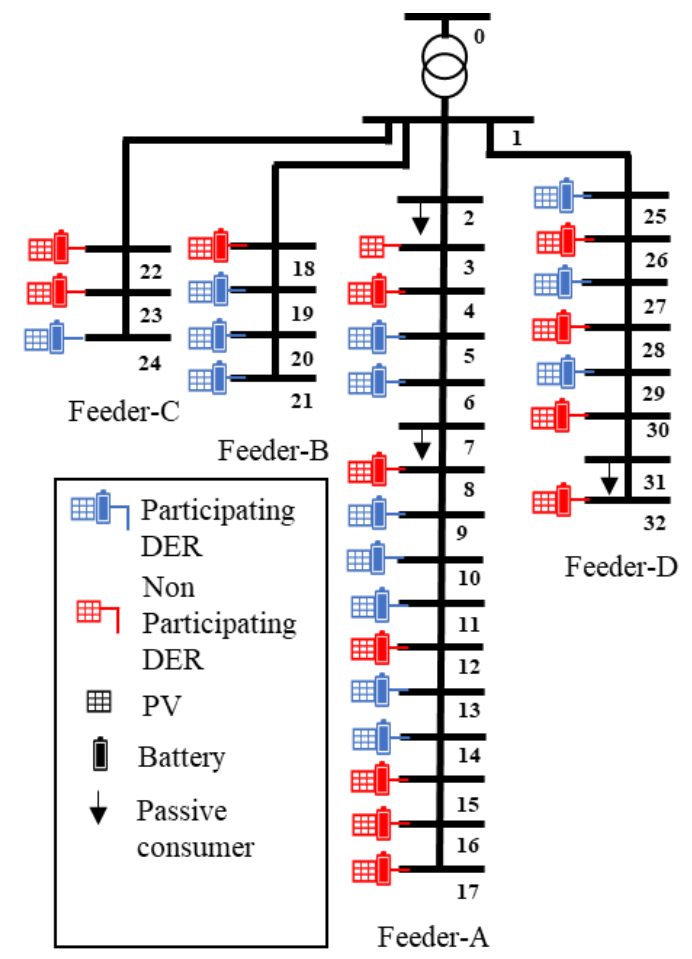 0
1
2
3
4
5
6
7
8
9
10
11
12
13
14
15
16
17
Feeder-A
18
19
20
21
Feeder-B
22
23
24
Feeder-C
25
26
27
28
29
30
31
32
Feeder-D
Participating
DER
Non
Participating
DER
PV
Battery
Passive
consumer